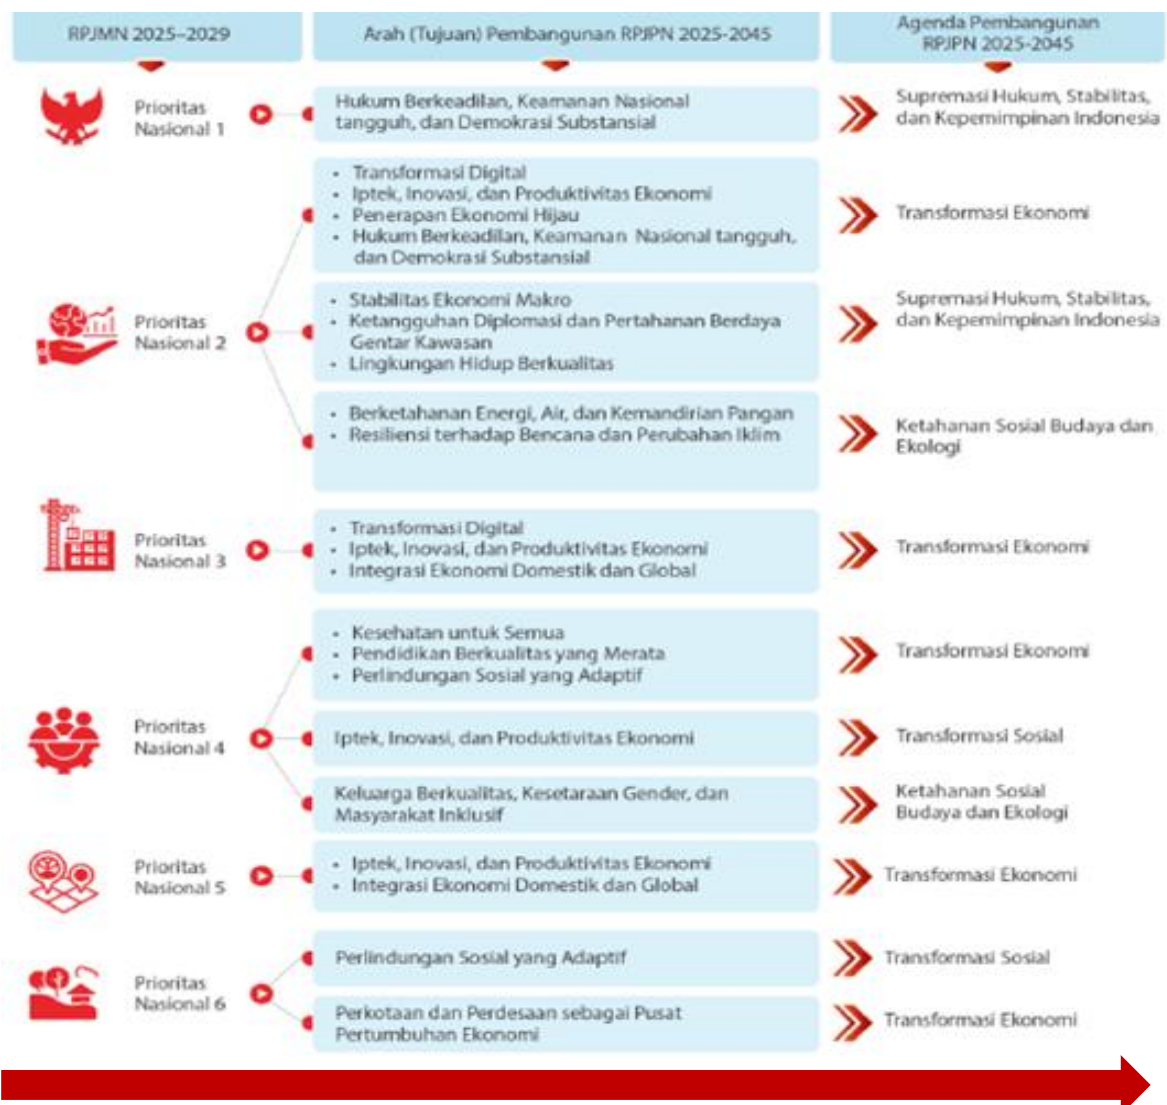 RPJMN 2025–2029
Arah (Tujuan) Pembangunan RPJPN 2025-2045
Agenda Pembangunan
RPJPN 2025-2045
Prioritas
Nasional 1
Hukum Berkeadilan, Keamanan Nasional
tangguh, dan Demokrasi Substansial
Supremasi Hukum, Stabilitas,
dan Kepemimpinan Indonesia
Prioritas
Nasional 2
• Transformasi Digital
• Iptek, Inovasi, dan Produktivitas Ekonomi
• Penerapan Ekonomi Hijau
• Hukum Berkeadilan, Keamanan Nasional tangguh,
dan Demokrasi Substansial
Transformasi Ekonomi
• Stabilitas Ekonomi Makro
• Ketangguhan Diplomasi dan Pertahanan Berdaya
Gentar Kawasan
• Lingkungan Hidup Berkualitas
Supremasi Hukum, Stabilitas,
dan Kepemimpinan Indonesia
• Berketahanan Energi, Air, dan Kemandirian Pangan
• Resiliensi terhadap Bencana dan Perubahan Iklim
Ketahanan Sosial Budaya dan
Ekologi
Prioritas
Nasional 3
• Transformasi Digital
• Iptek, Inovasi, dan Produktivitas Ekonomi
• Integrasi Ekonomi Domestik dan Global
Transformasi Ekonomi
Prioritas
Nasional 4
• Kesehatan untuk Semua
• Pendidikan Berkualitas yang Merata
• Perlindungan Sosial yang Adaptif
Transformasi Ekonomi
Iptek, Inovasi, dan Produktivitas Ekonomi
Transformasi Sosial
Keluarga Berkualitas, Kesetaraan Gender, dan
Masyarakat Inklusif
Ketahanan Sosial
Budaya dan Ekologi
Prioritas
Nasional 5
• Iptek, Inovasi, dan Produktivitas Ekonomi
• Integrasi Ekonomi Domestik dan Global
Transformasi Ekonomi
Prioritas
Nasional 6
Perlindungan Sosial yang Adaptif
Transformasi Sosial
Perkotaan dan Perdesaan sebagai Pusat
Pertumbuhan Ekonomi
Transformasi Ekonomi